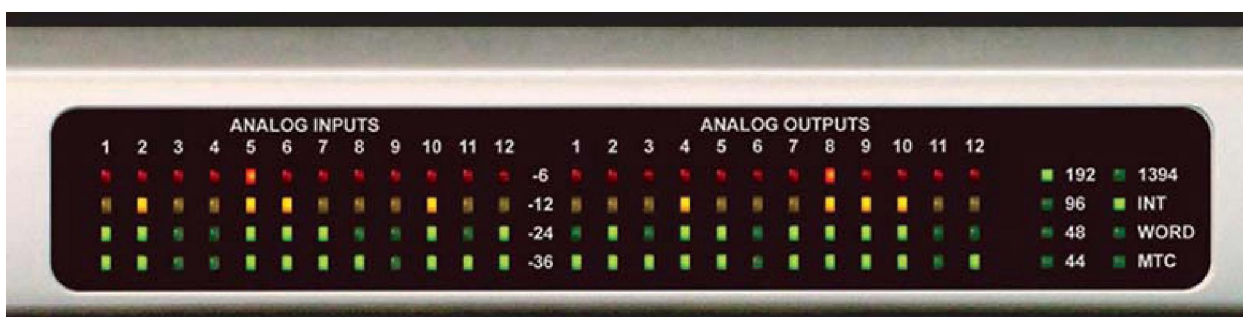 ANALOG INPUTS ANALOG OUTPUTS
1 2 3 4 5 6 7 8 9 10 11 12 1 2 3 4 5 6 7 8 9 10 11 12
-6 192 1394
-12 96 INT
-24 48 WORD
-36 44 MTC